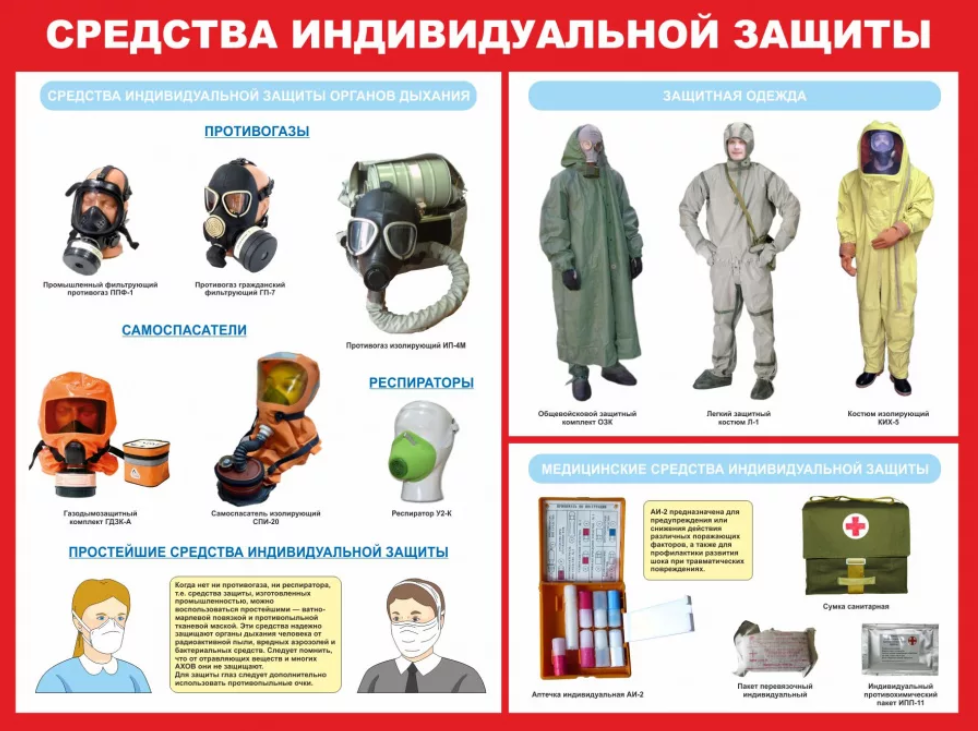 СРЕДСТВА ИНДИВИДУАЛЬНОЙ ЗАЩИТЫ
СРЕДСТВА ИНДИВИДУАЛЬНОЙ ЗАЩИТЫ ОРГАНОВ ДЫХАНИЯ
ПРОТИВОГАЗЫ
Промышленный фильтрующий
противогаз ППФ-1
Противогаз гражданский
фильтрующий ГП-7
Противогаз изолирующий ИП-4М
САМОСПАСАТЕЛИ
РЕСПИРАТОРЫ
Газодымозащитный
комплект ГДЗК-А
Самоспасатель изолирующий
СПИ-20
Респиратор У2-К
ПРОСТЕЙШИЕ СРЕДСТВА ИНДИВИДУАЛЬНОЙ ЗАЩИТЫ
Когда нет ни противогаза, ни респиратора,
т.е. средства защиты, изготовленных
промышленностью, можно
воспользоваться простейшими — ватно-
марлевой повязкой и противопыльной
тканевой маской. Эти средства надежно
защищают органы дыхания человека от
радиоактивной пыли, вредных аэрозолей и
бактериальных средств. Следует помнить,
что от отравляющих веществ и многих
АХОВ они не защищают.
Для защиты глаз следует дополнительно
использовать противопыльные очки.
ЗАЩИТНАЯ ОДЕЖДА
Общевойсковой защитный
комплект ОЗК
Легкий защитный
костюм Л-1
Костюм изолирующий
КИХ-5
МЕДИЦИНСКИЕ СРЕДСТВА ИНДИВИДУАЛЬНОЙ ЗАЩИТЫ
АИ-2 предназначена для
предупреждения или
снижения действия
различных поражающих
факторов, а также для
профилактики развития
шока при травматических
повреждениях.
Сумка санитарная
Аптечка индивидуальная АИ-2
Пакет перевязочный
индивидуальный
Индивидуальный
противохимический
пакет ИПП-11